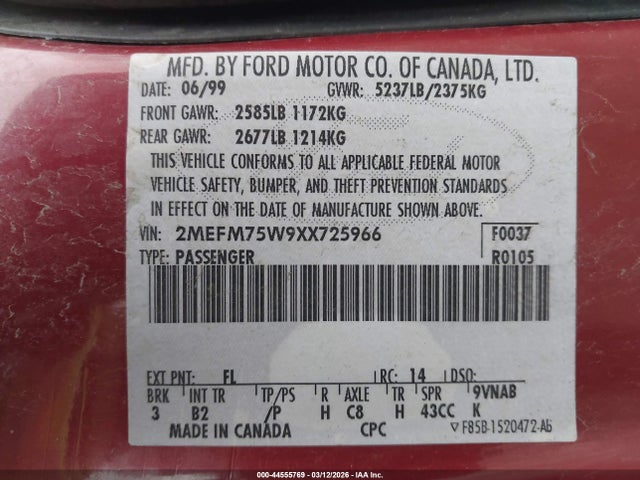 MFD. BY FORD MOTOR CO. OF CANADA, LTD.
DATE: 06/99 GVWR: 5237LB/2375KG
FRONT GAWR: 2585LB 1172KG
REAR GAWR: 2677LB 1214KG
THIS VEHICLE CONFORMS TO ALL APPLICABLE FEDERAL MOTOR
VEHICLE SAFETY, BUMPER, AND THEFT PREVENTION STANDARDS
IN EFFECT ON THE DATE OF MANUFACTURE SHOWN ABOVE.
VIN: 2MEFM75W9XX725966 F0037
TYPE: PASSENGER R0105
EXT PNT: FL RC: 14 DSO:
BRK INT TR TP/PS R AXLE TR SPR 9VNAB
3 B2 /P H C8 H 43CC K
MADE IN CANADA CPC F85B-1520472-AB
000-44555769 - 03/12/2026 - IAA Inc.